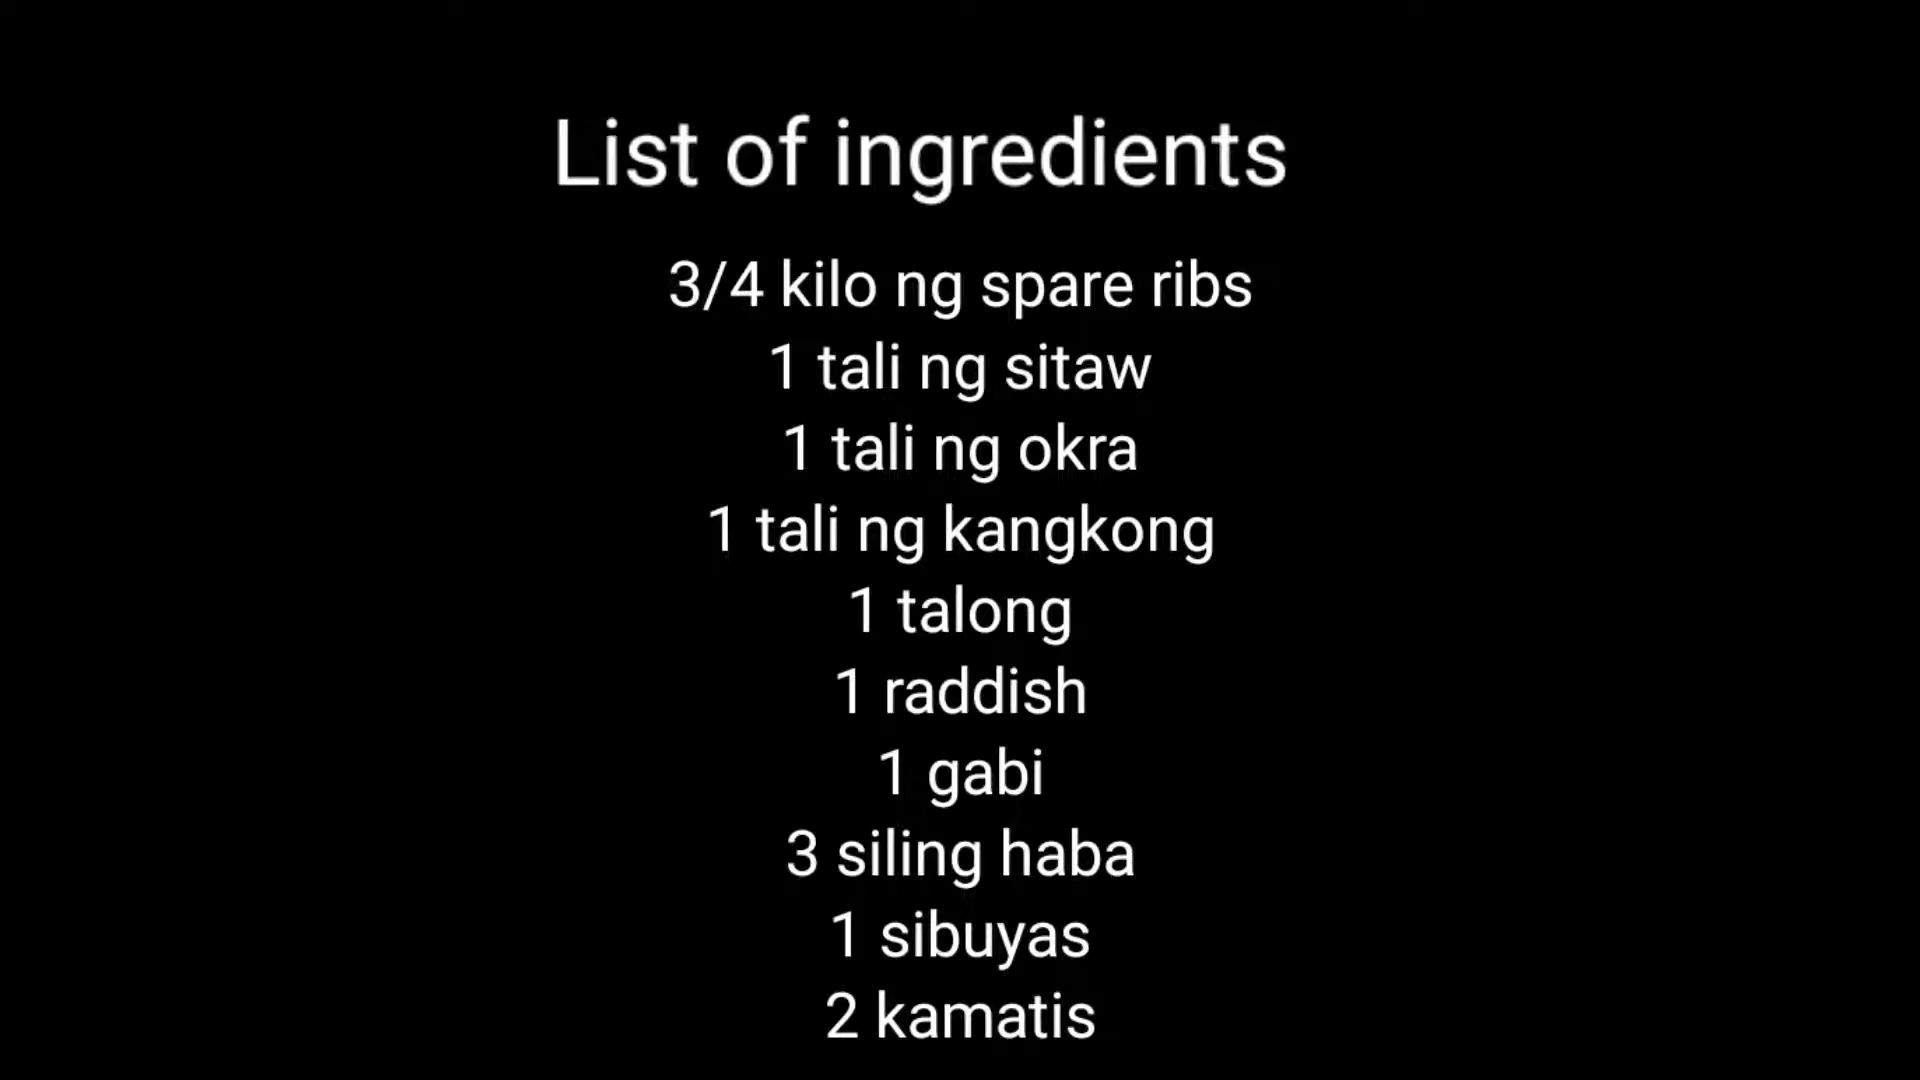 List of ingredients
3/4 kilo ng spare ribs
1 tali ng sitaw
1 tali ng okra
1 tali ng kangkong
1 talong
1 raddish
1 gabi
3 siling haba
1 sibuyas
2 kamatis